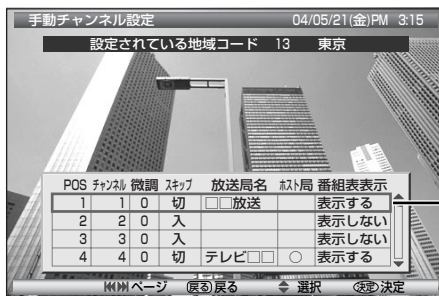 手動チャンネル設定 04/05/21(金)PM 3:15
設定されている地域コード 13 東京
POS チャンネル 微調 スキップ 放送局名 ホスト局 番組表表示
1 1 0 切 □□放送 表示する
2 2 0 入 表示しない
3 3 0 入 表示しない
4 4 0 切 テレビ□□ ○ 表示する
ページ 戻る 戻る 選択 決定 決定